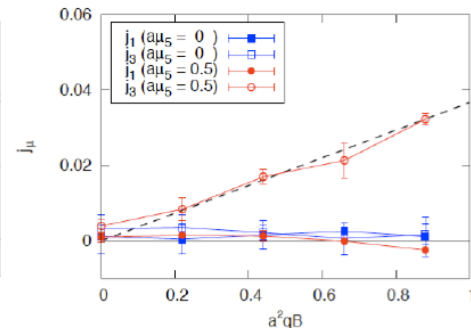 j₁ (aμ₅ = 0)
j₃ (aμ₅ = 0)
j₁ (aμ₅ = 0.5)
j₃ (aμ₅ = 0.5)
0.06
0.04
0.02
0
jμ
0 0.2 0.4 0.6 0.8 1
a²qB